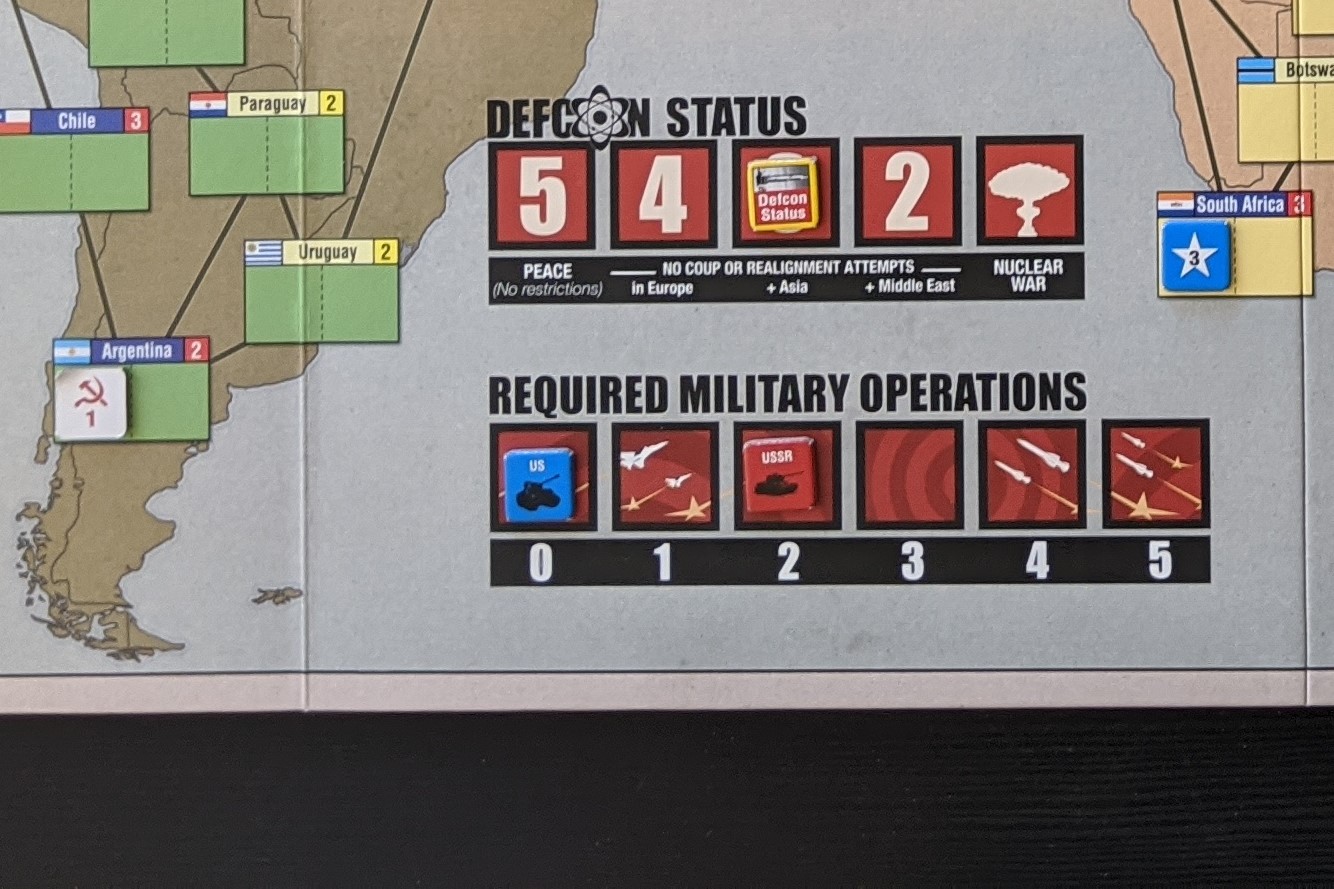 Botswa
Paraguay 2
Chile 3
DEFCON STATUS
5 4 Defcon Status 2
South Africa 3
3
Uruguay 2
PEACE
(No restrictions)
NO COUP OR REALIGNMENT ATTEMPTS
in Europe + Asia + Middle East
NUCLEAR
WAR
Argentina 2
1
REQUIRED MILITARY OPERATIONS
US USSR
0 1 2 3 4 5